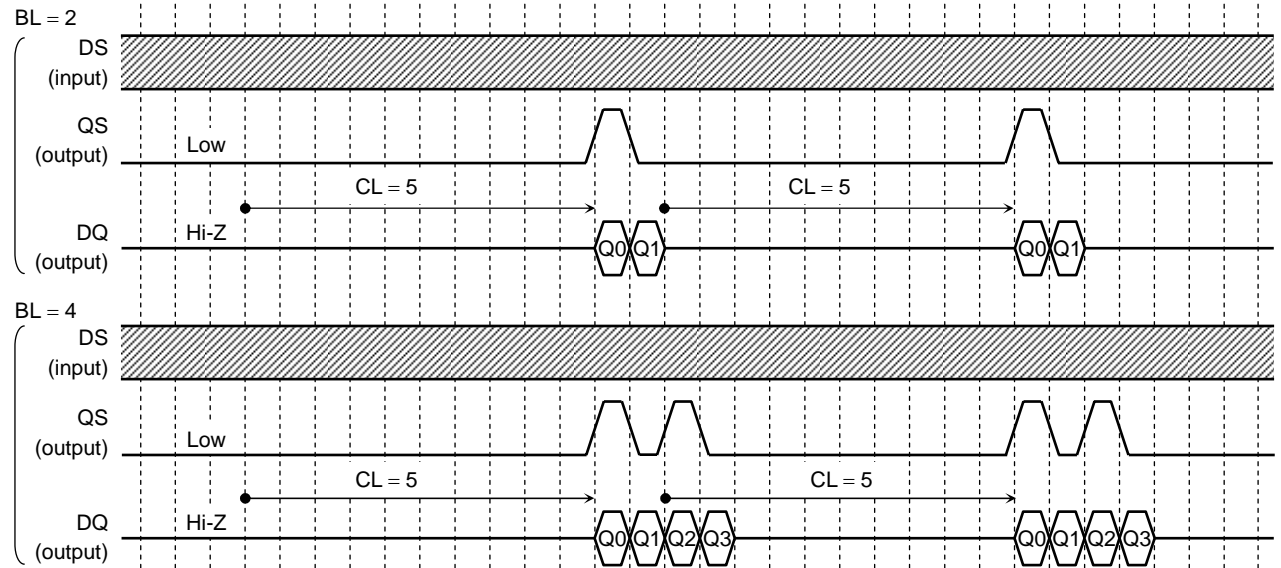 BL = 2
DS
(input)
QS
(output)
Low
CL = 5
CL = 5
DQ
(output)
Hi-Z
Q0 Q1
Q0 Q1
BL = 4
DS
(input)
QS
(output)
Low
CL = 5
CL = 5
DQ
(output)
Hi-Z
Q0 Q1 Q2 Q3
Q0 Q1 Q2 Q3